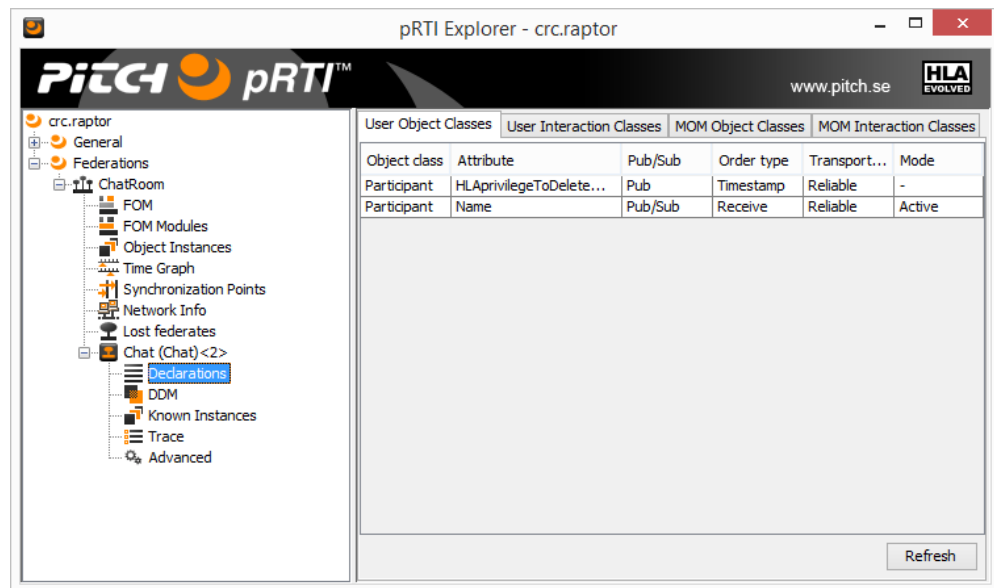 pRTI Explorer - crc.raptor
PITCH pRTI™
www.pitch.se
HLA
EVOLVED
crc.raptor
General
Federations
ChatRoom
FOM
FOM Modules
Object Instances
Time Graph
Synchronization Points
Network Info
Lost federates
Chat (Chat)<2>
Declarations
DDM
Known Instances
Trace
Advanced
User Object Classes User Interaction Classes MOM Object Classes MOM Interaction Classes
Object class Attribute Pub/Sub Order type Transport... Mode
Participant HLAprivilegeToDelete... Pub Timestamp Reliable -
Participant Name Pub/Sub Receive Reliable Active
Refresh